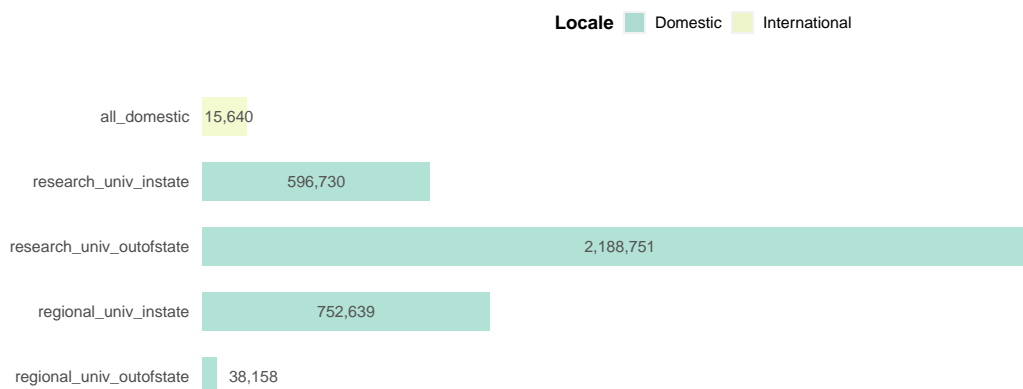 Locale Domestic International
all_domestic 15,640
research_univ_instate 596,730
research_univ_outofstate 2,188,751
regional_univ_instate 752,639
regional_univ_outofstate 38,158